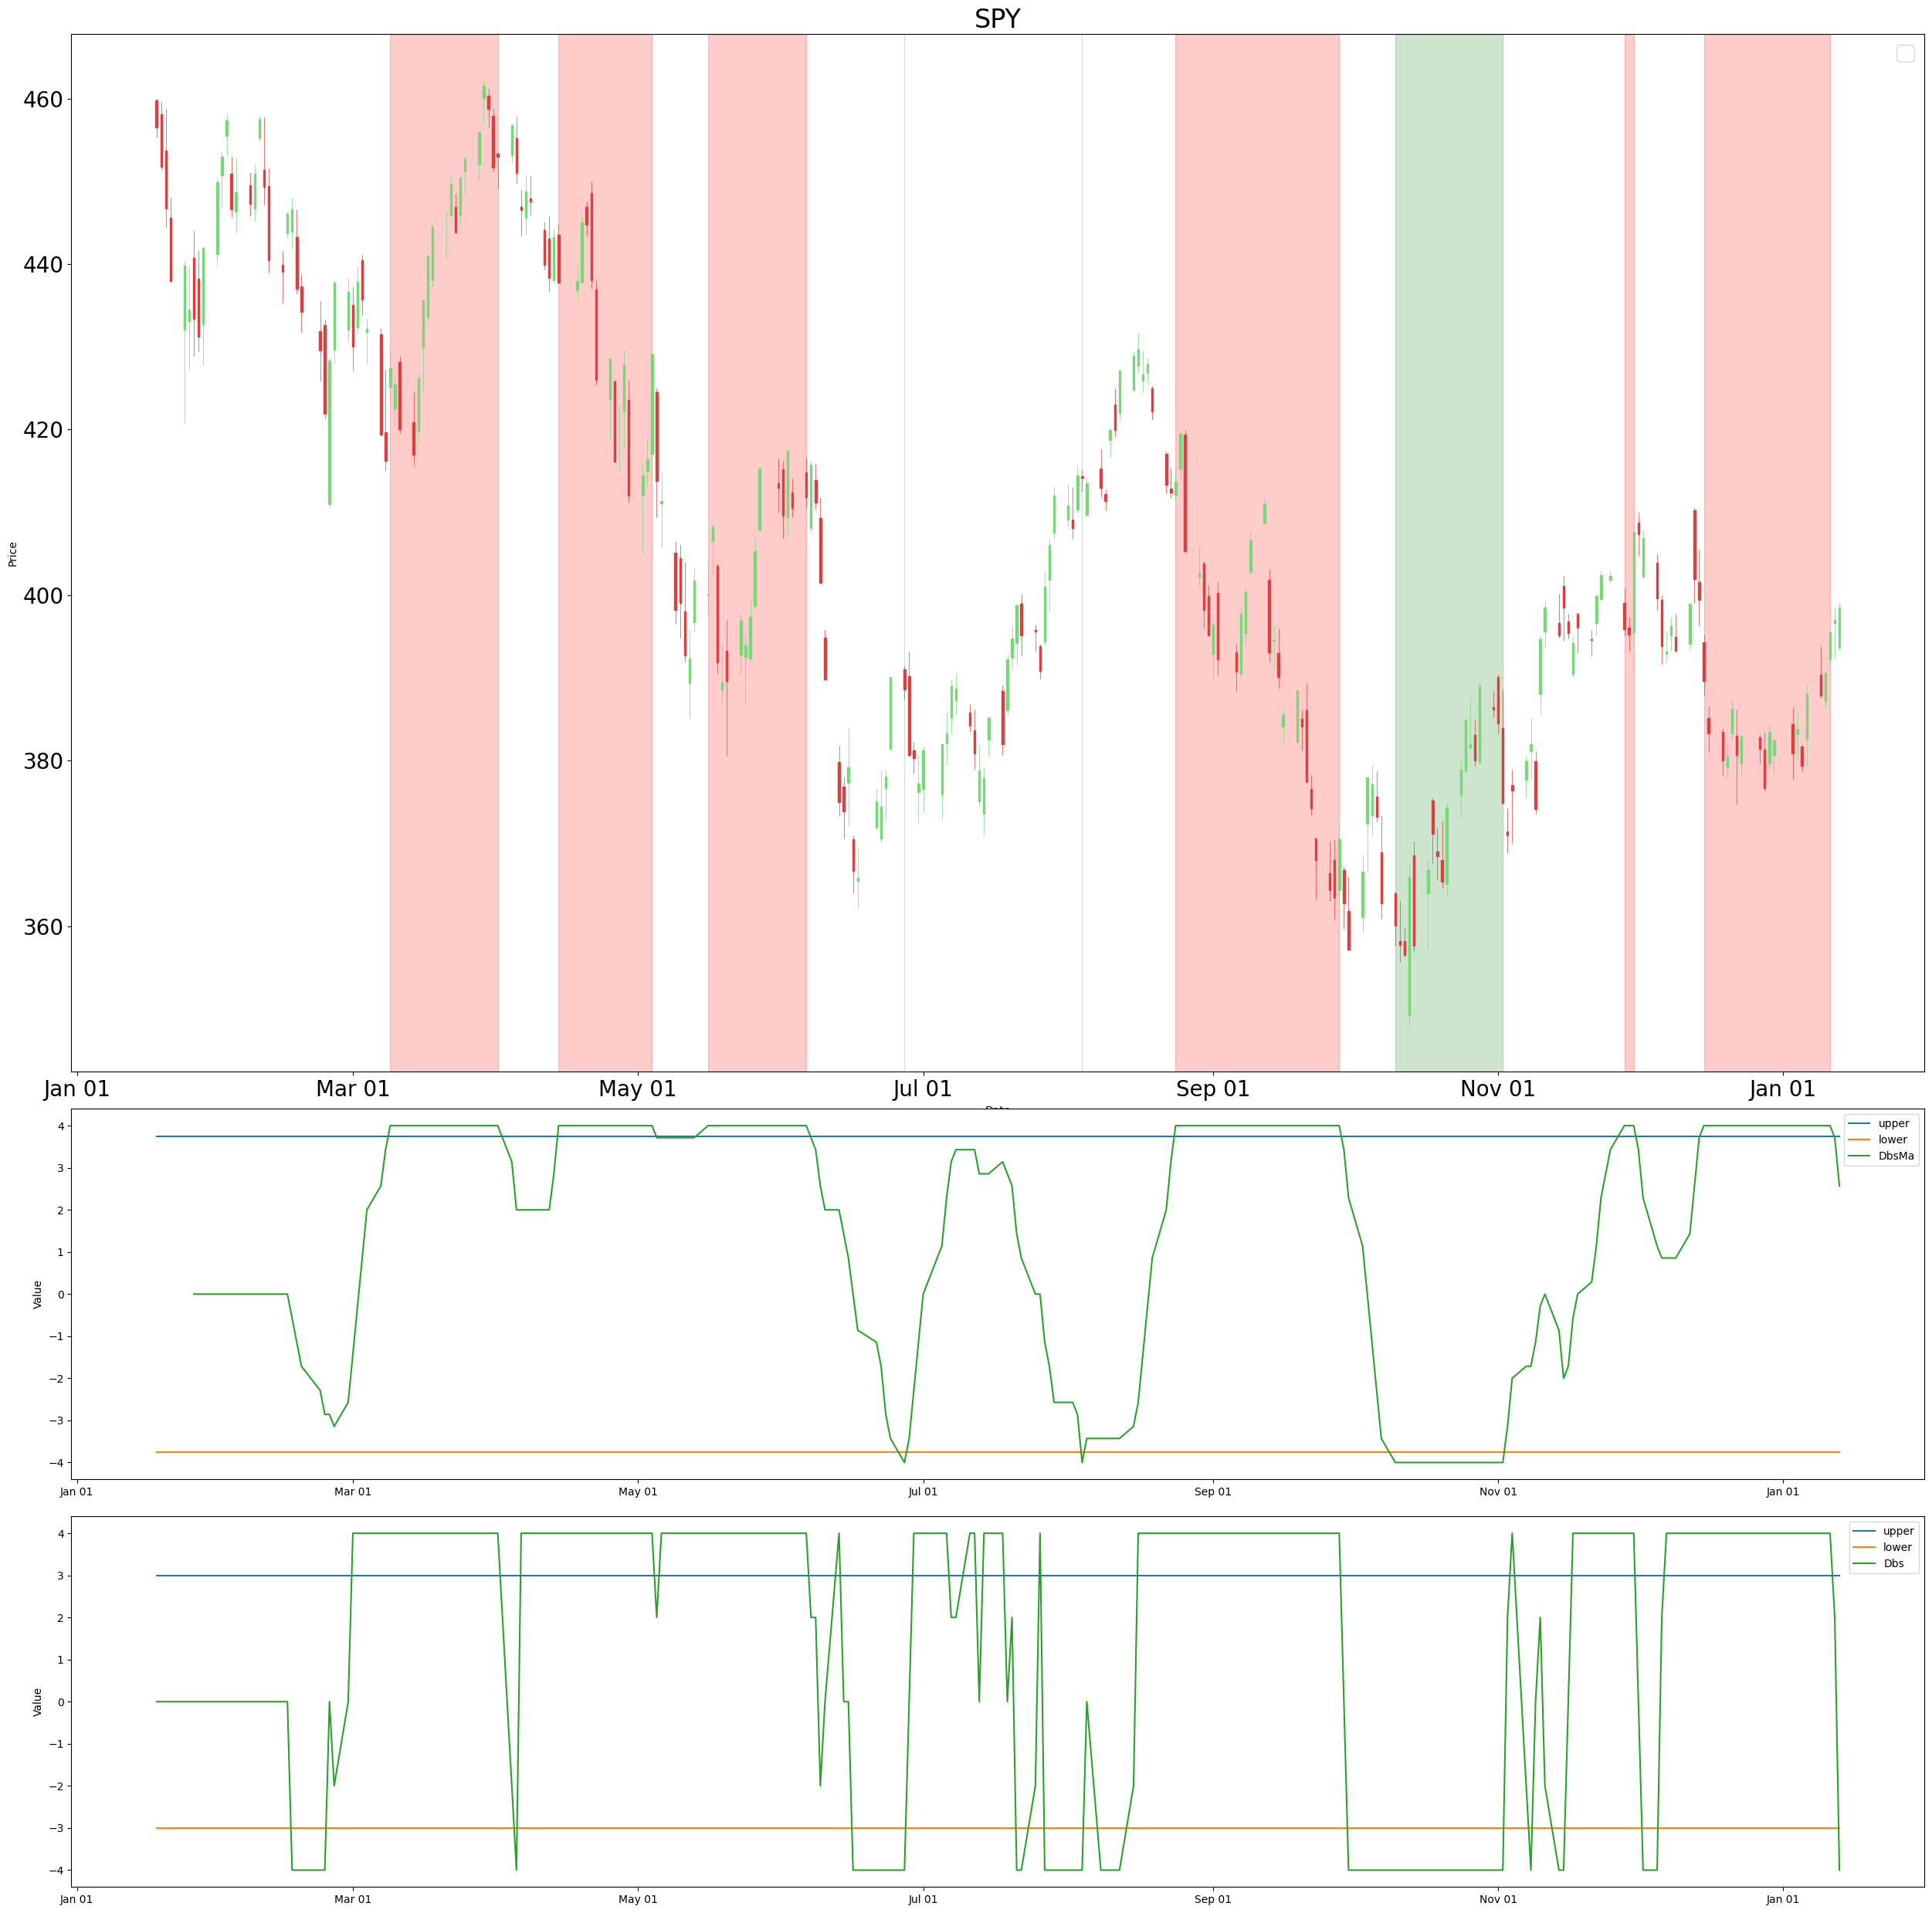 SPY
Price
460
440
420
400
380
360
Jan 01 Mar 01 May 01 Jul 01 Sep 01 Nov 01 Jan 01
Date
Value
4
3
2
1
0
−1
−2
−3
−4
upper
lower
DbsMa
Jan 01 Mar 01 May 01 Jul 01 Sep 01 Nov 01 Jan 01
Value
4
3
2
1
0
−1
−2
−3
−4
upper
lower
Dbs
Jan 01 Mar 01 May 01 Jul 01 Sep 01 Nov 01 Jan 01